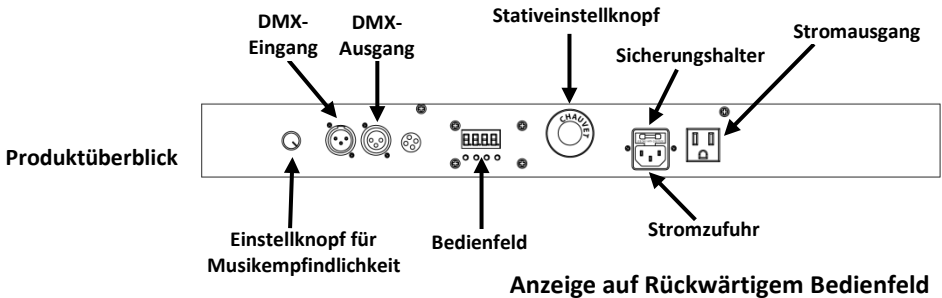 DMX-
Eingang
DMX-
Ausgang
Stativeinstellknopf
Sicherungshalter
Stromausgang
CHAUVET
Produktüberblick
Einstellknopf für
Musikempfindlichkeit
Bedienfeld
Stromzufuhr
Anzeige auf Rückwärtigem Bedienfeld